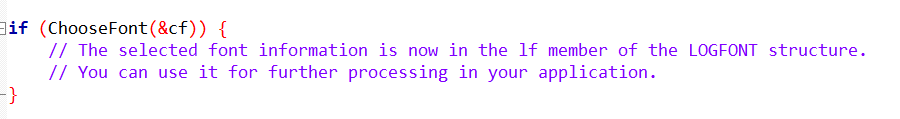 if (ChooseFont(&cf)) {
    // The selected font information is now in the lf member of the LOGFONT structure.
    // You can use it for further processing in your application.
}